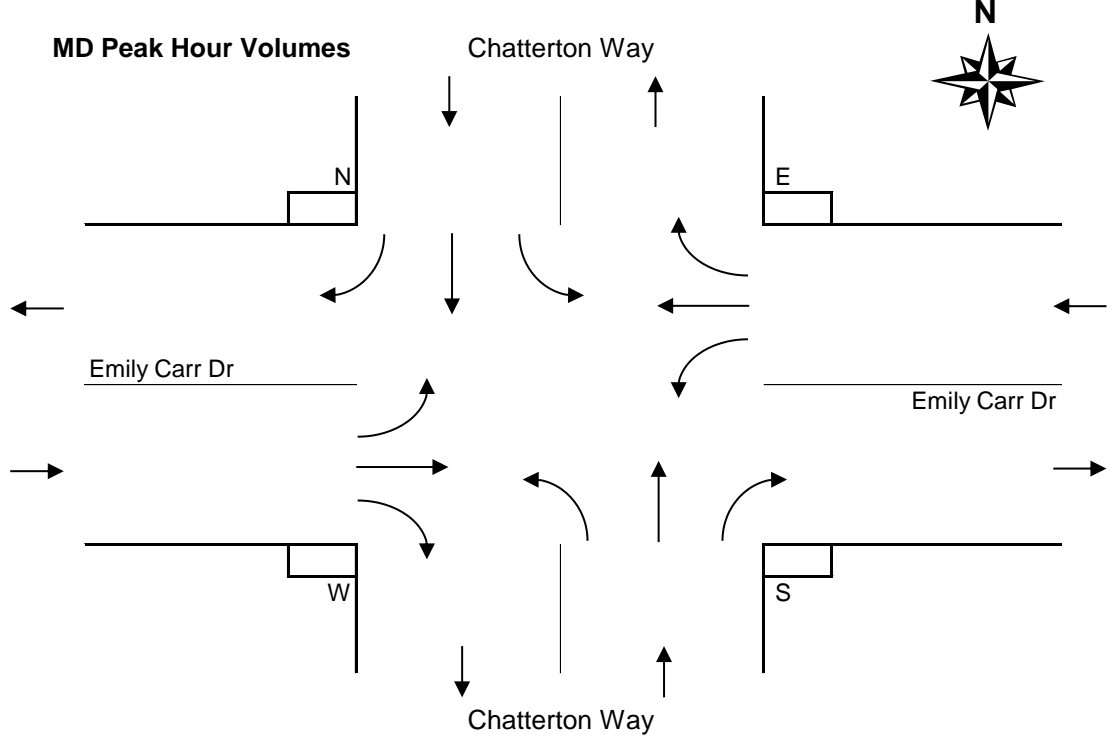 N
MD Peak Hour Volumes
Chatterton Way
N
E
Emily Carr Dr
Emily Carr Dr
W
S
Chatterton Way